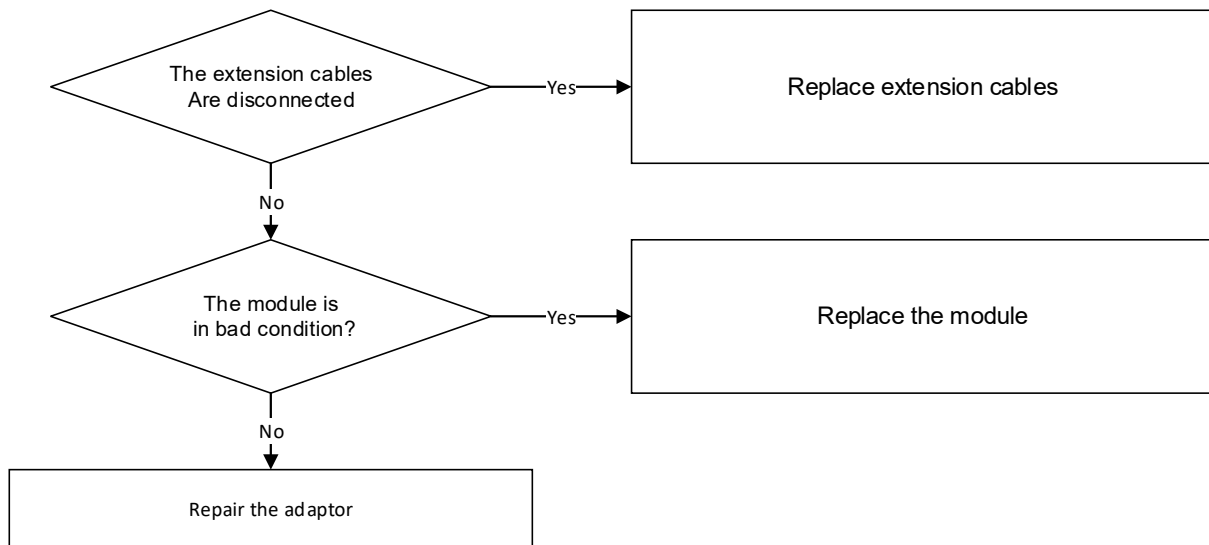 The extension cables
Are disconnected
Yes
Replace extension cables
No
The module is
in bad condition?
Yes
Replace the module
No
Repair the adaptor